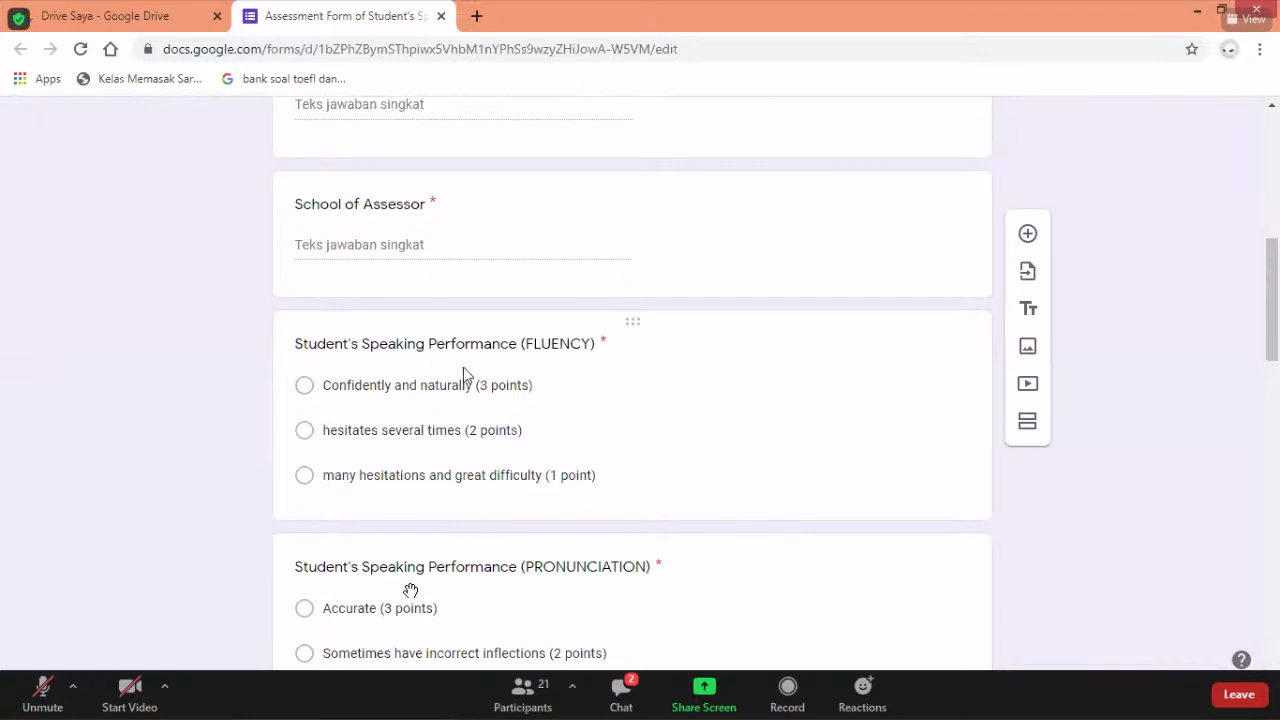 Drive Saya - Google Drive
Assessment Form of Student's S
View
docs.google.com/forms/d/1bZPhZBymSThpiwx5VhbM1nYPhSs9wzyZHiJowA-W5VM/edit
Apps
Kelas Memasak Sar...
bank soal toefl dan...
Teks jawaban singkat
School of Assessor *
Teks jawaban singkat
Student's Speaking Performance (FLUENCY) *
Confidently and naturally (3 points)
hesitates several times (2 points)
many hesitations and great difficulty (1 point)
Student's Speaking Performance (PRONUNCIATION) *
Accurate (3 points)
Sometimes have incorrect inflections (2 points)
Unmute
Start Video
21
Participants
2
Chat
Share Screen
Record
Reactions
Leave